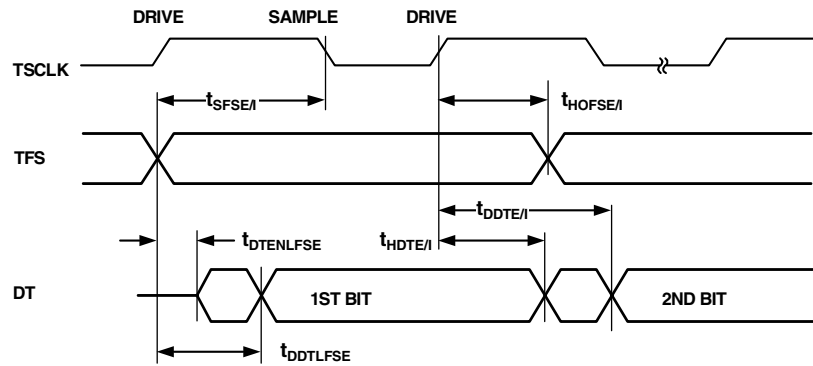 DRIVE SAMPLE DRIVE
TSCLK
tSFSE/I tHOFSE/I
TFS
tDDTE/I
tDTENLFSE tHDTE/I
DT 1ST BIT 2ND BIT
tDDTLFSE